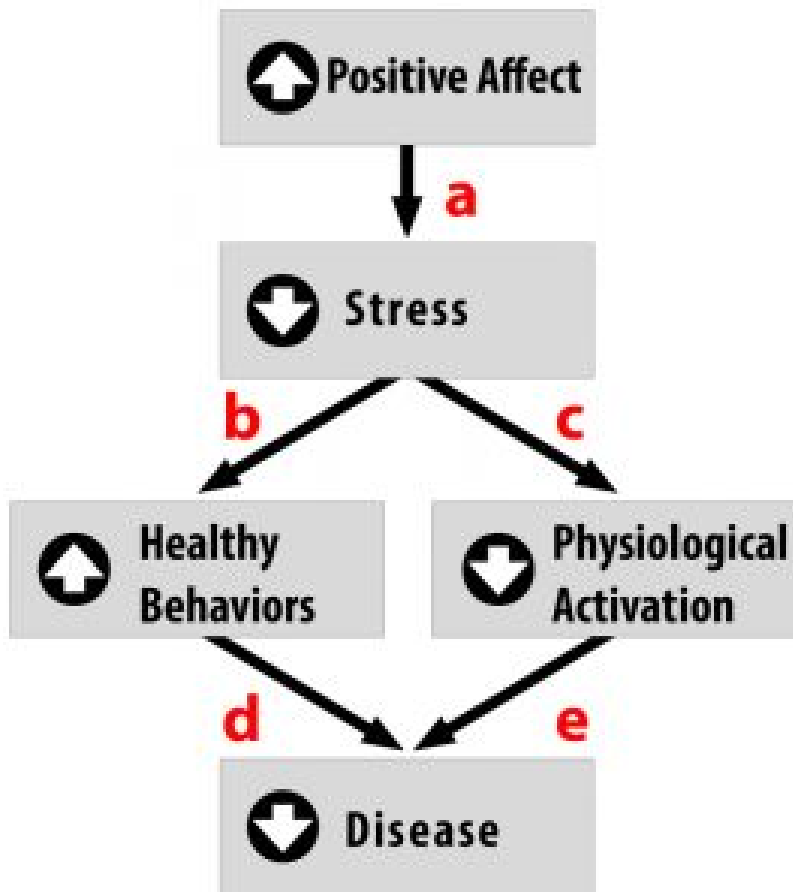 Positive Affect
a
Stress
b
c
Healthy
Behaviors
Physiological
Activation
d
e
Disease